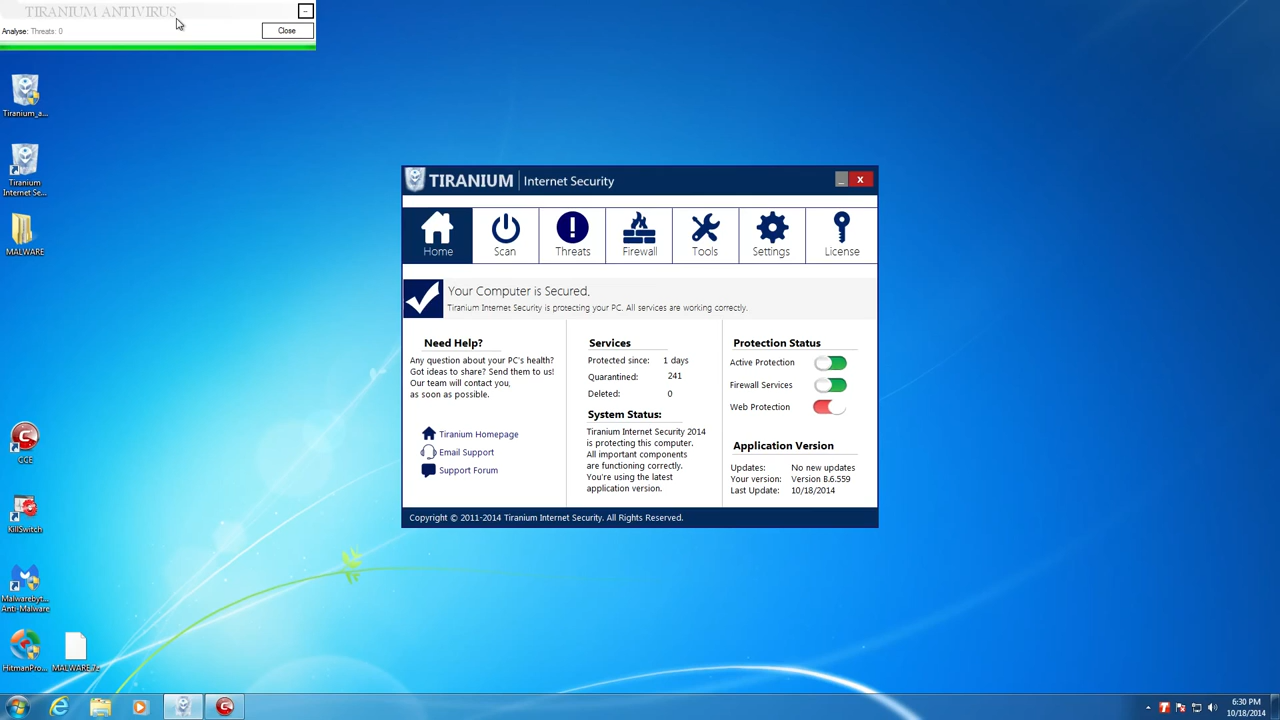 TIRANIUM ANTIVIRUS
Analyse: Threats: 0
Close
Tiranium_a...
Tiranium
Internet Se...
MALWARE
CCE
KillSwitch
Malwarebyt...
Anti-Malware
HitmanPro...
MALWARE.7z
TIRANIUM Internet Security
Home
Scan
Threats
Firewall
Tools
Settings
License
Your Computer is Secured.
Tiranium Internet Security is protecting your PC. All services are working correctly.
Need Help?
Any question about your PC's health?
Got ideas to share? Send them to us!
Our team will contact you,
as soon as possible.
Tiranium Homepage
Email Support
Support Forum
Services
Protected since: 1 days
Quarantined: 241
Deleted: 0
System Status:
Tiranium Internet Security 2014
is protecting this computer.
All important components
are functioning correctly.
You're using the latest
application version.
Protection Status
Active Protection
Firewall Services
Web Protection
Application Version
Updates: No new updates
Your version: Version 8.6.559
Last Update: 10/18/2014
Copyright © 2011-2014 Tiranium Internet Security. All Rights Reserved.
6:30 PM
10/18/2014